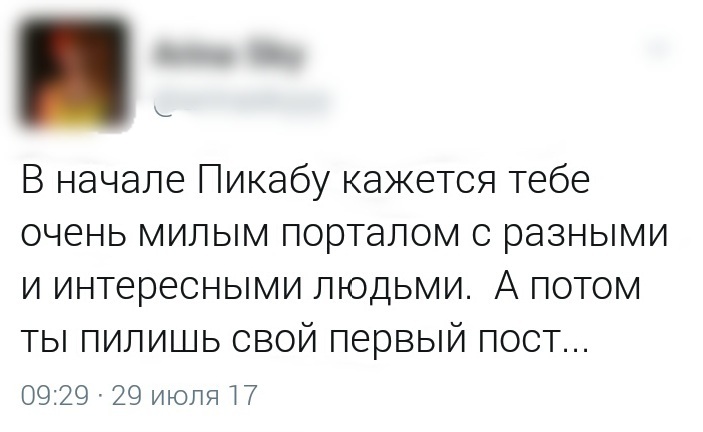 В начале Пикабу кажется тебе
очень милым порталом с разными
и интересными людьми. А потом
ты пилишь свой первый пост...
09:29 · 29 июля 17